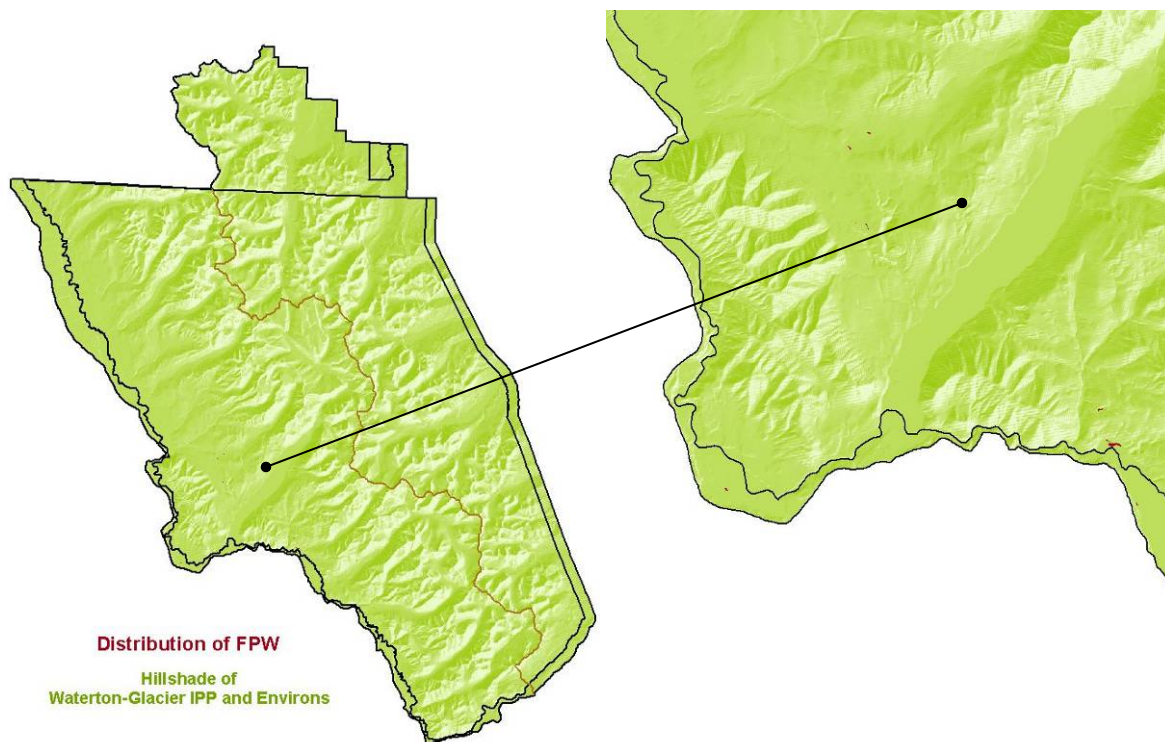 Distribution of FPW
Hillshade of
Waterton-Glacier IPP and Environs